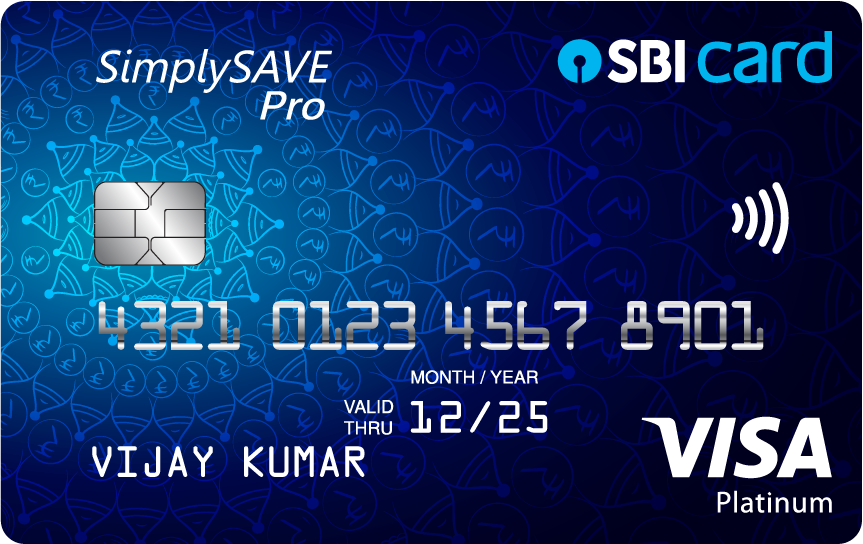 SimplySAVE
Pro
SBI card
4321 0123 4567 8901
MONTH / YEAR
VALID
THRU
12/25
VIJAY KUMAR
VISA
Platinum